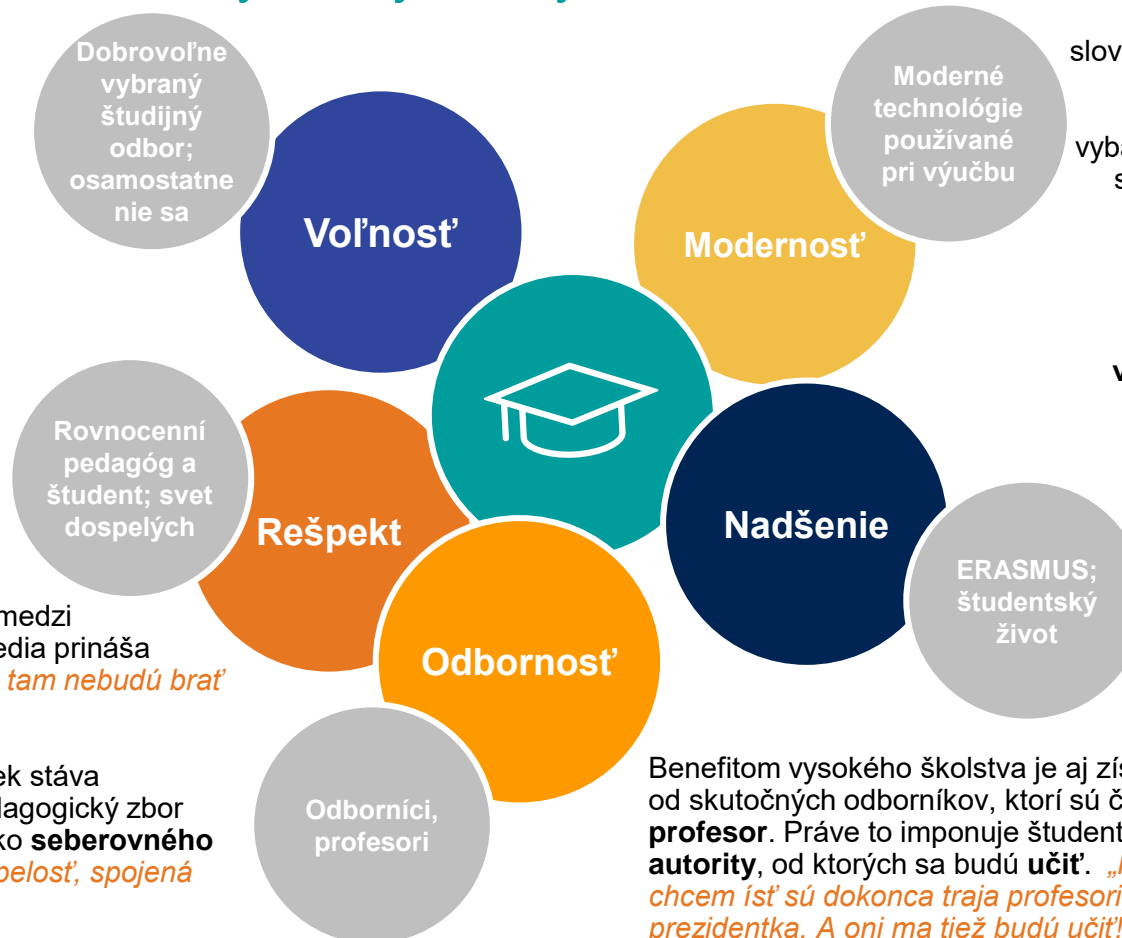 Dobrovoľne
vybraný
študijný
odbor;
osamostatne
nie sa
Voľnosť
Modernosť
Moderné
technológie
používané
pri výučbu
slov
vyba
s
v
Rovnocenní
pedagóg a
študent; svet
dospelých
Rešpekt
Nadšenie
ERASMUS;
študentský
život
Odbornosť
Odborníci,
profesori
medzi
edia prináša
tam nebudú brať
ek stáva
dagogický zbor
ko seberovného
pelosť, spojená
Benefitom vysokého školstva je aj zís
od skutočných odborníkov, ktorí sú č
profesor. Práve to imponuje študent
autority, od ktorých sa budú učiť.
chcem ísť sú dokonca traja profesori
prezidentka. A oni ma tiež budú učiť!